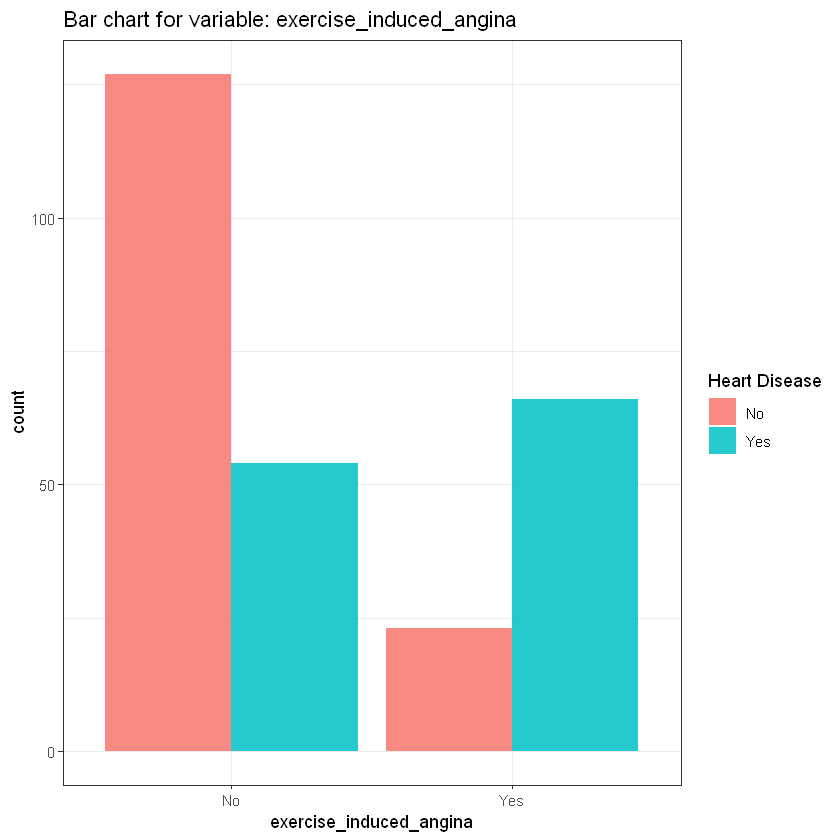 Bar chart for variable: exercise_induced_angina
count
100
50
0
No
Yes
exercise_induced_angina
Heart Disease
No
Yes